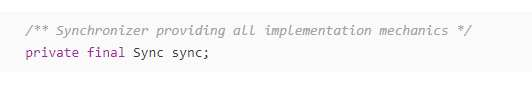 /** Synchronizer providing all implementation mechanics */
private final Sync sync;